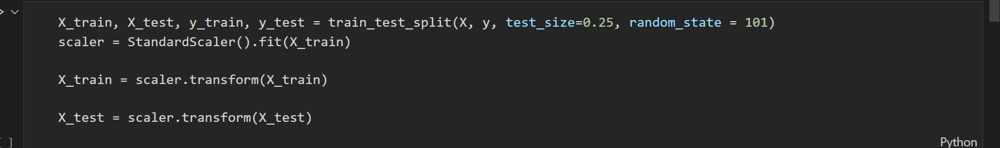 X_train, X_test, y_train, y_test = train_test_split(X, y, test_size=0.25, random_state = 101)
scaler = StandardScaler().fit(X_train)
X_train = scaler.transform(X_train)
X_test = scaler.transform(X_test)
[ ]
Python